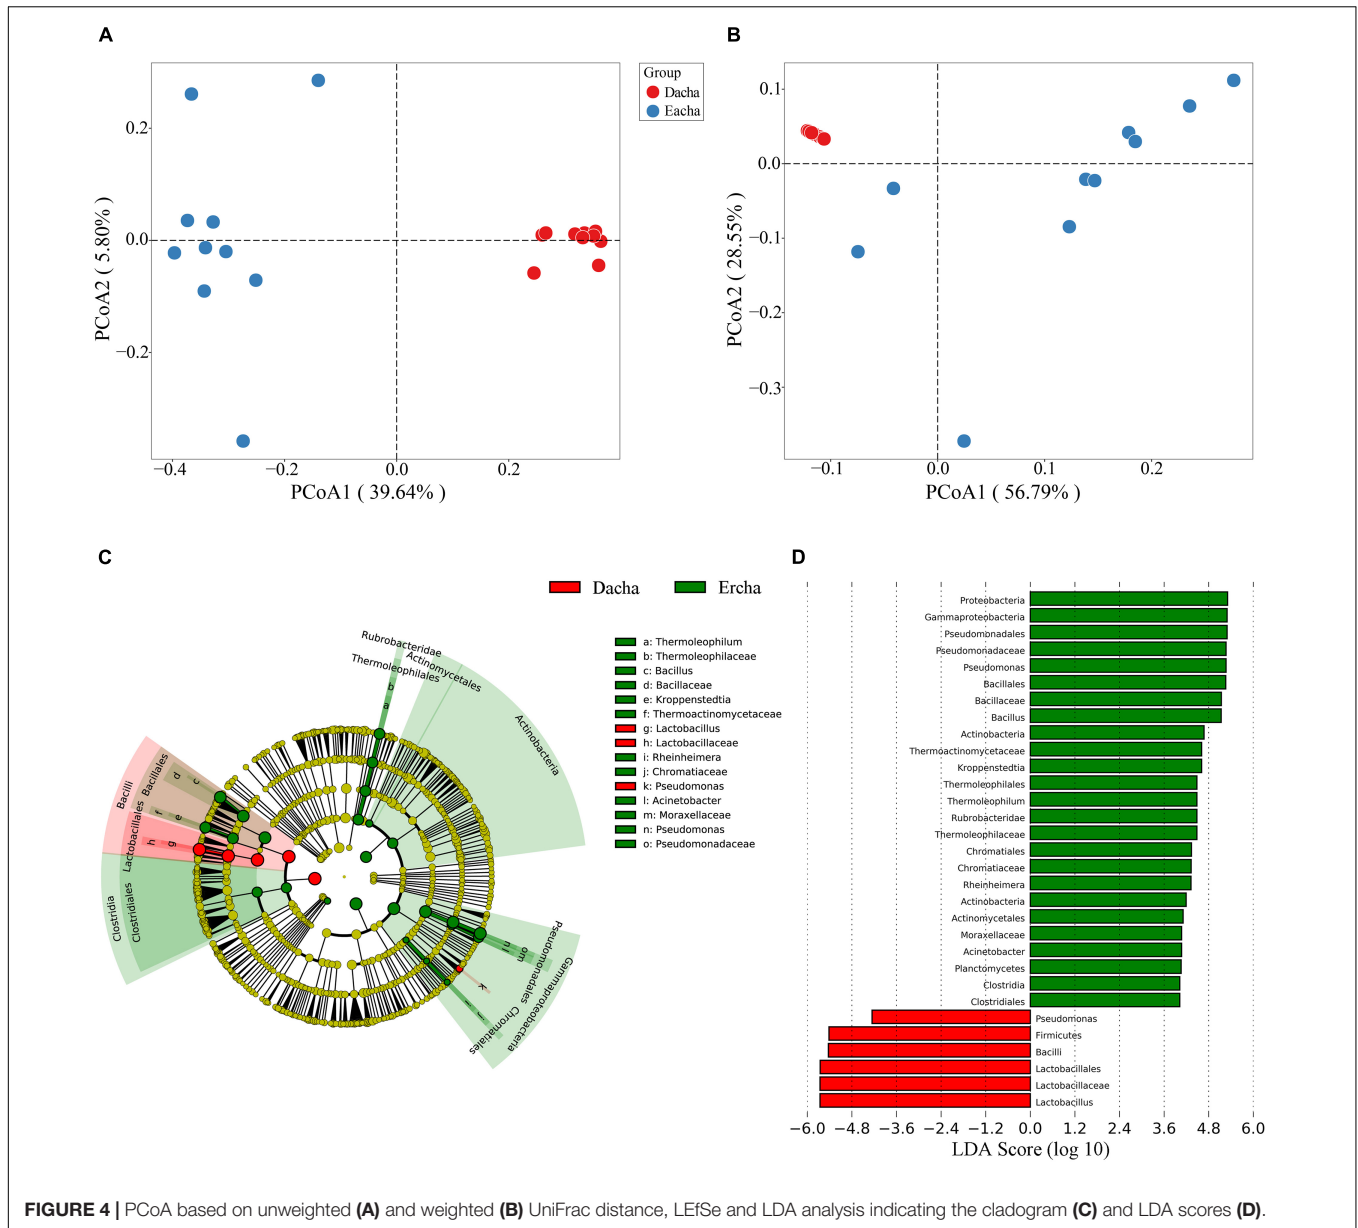 A
B
Group
Dacha
Eacha
0.2
0.0
−0.2
PCoA2 ( 5.80% )
−0.4
−0.2
0.0
0.2
PCoA1 ( 39.64% )
0.1
0.0
−0.1
−0.2
−0.3
PCoA2 ( 28.55% )
−0.1
0.0
0.1
0.2
PCoA1 ( 56.79% )
C
Dacha
Ercha
Rubrobacteridae
Actinomycetales
Thermoleophilales
b
a
Actinobacteria
Bacilli
Bacillales
d
c
f
e
Lactobacillales
h
g
Clostridia
Clostridiales
Pseudomonadales
Gammaproteobacteria
Chromatiales
o
m
n
k
a: Thermoleophilum
b: Thermoleophilaceae
c: Bacillus
d: Bacillaceae
e: Kroppenstedtia
f: Thermoactinomycetaceae
g: Lactobacillus
h: Lactobacillaceae
i: Rheinheimera
j: Chromatiaceae
k: Pseudomonas
l: Acinetobacter
m: Moraxellaceae
n: Pseudomonas
o: Pseudomonadaceae
D
Proteobacteria
Gammaproteobacteria
Pseudomonadales
Pseudomonadaceae
Pseudomonas
Bacillales
Bacillaceae
Bacillus
Actinobacteria
Thermoactinomycetaceae
Kroppenstedtia
Thermoleophilales
Thermoleophilum
Rubrobacteridae
Thermoleophilaceae
Chromatiales
Chromatiaceae
Rheinheimera
Actinobacteria
Actinomycetales
Moraxellaceae
Acinetobacter
Planctomycetes
Clostridia
Clostridiales
Pseudomonas
Firmicutes
Bacilli
Lactobacillales
Lactobacillaceae
Lactobacillus
−6.0 −4.8 −3.6 −2.4 −1.2 0.0 1.2 2.4 3.6 4.8 6.0
LDA Score (log 10)
FIGURE 4 | PCoA based on unweighted (A) and weighted (B) UniFrac distance, LEfSe and LDA analysis indicating the cladogram (C) and LDA scores (D).